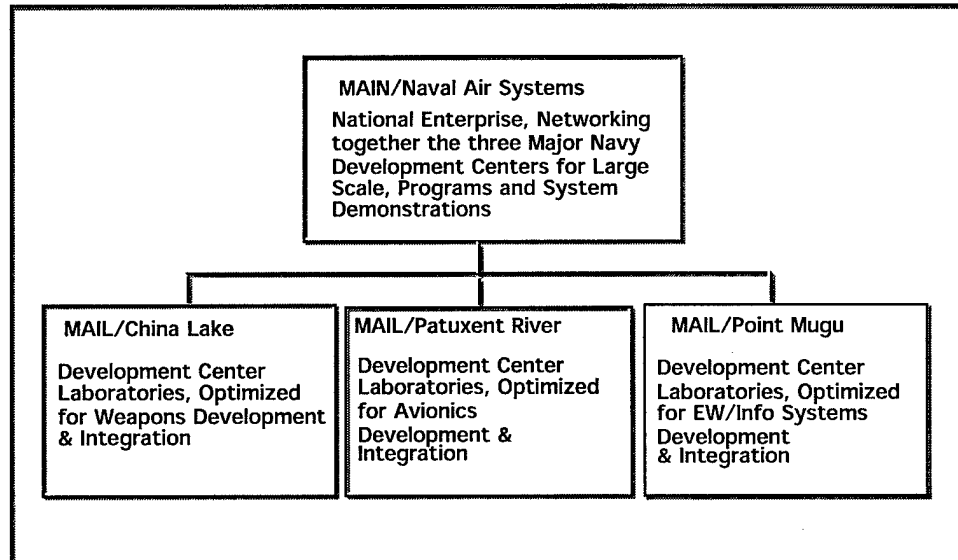 MAIN/Naval Air Systems
National Enterprise, Networking
together the three Major Navy
Development Centers for Large
Scale, Programs and System
Demonstrations
MAIL/China Lake
Development Center
Laboratories, Optimized
for Weapons Development
& Integration
MAIL/Patuxent River
Development Center
Laboratories, Optimized
for Avionics
Development &
Integration
MAIL/Point Mugu
Development Center
Laboratories, Optimized
for EW/Info Systems
Development
& Integration